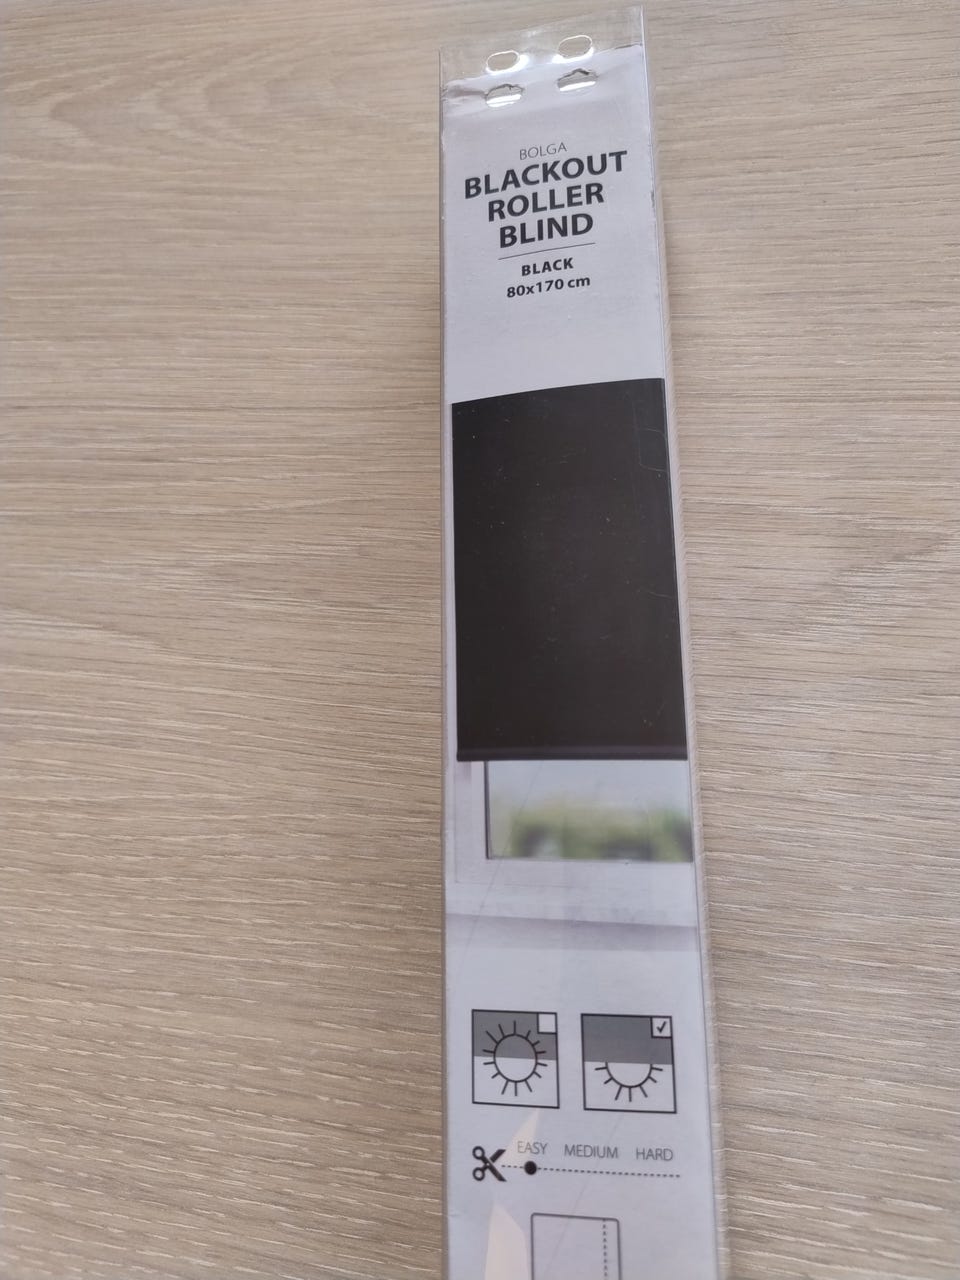 BOLGA
BLACKOUT
ROLLER
BLIND
BLACK
80x170 cm
EASY MEDIUM HARD